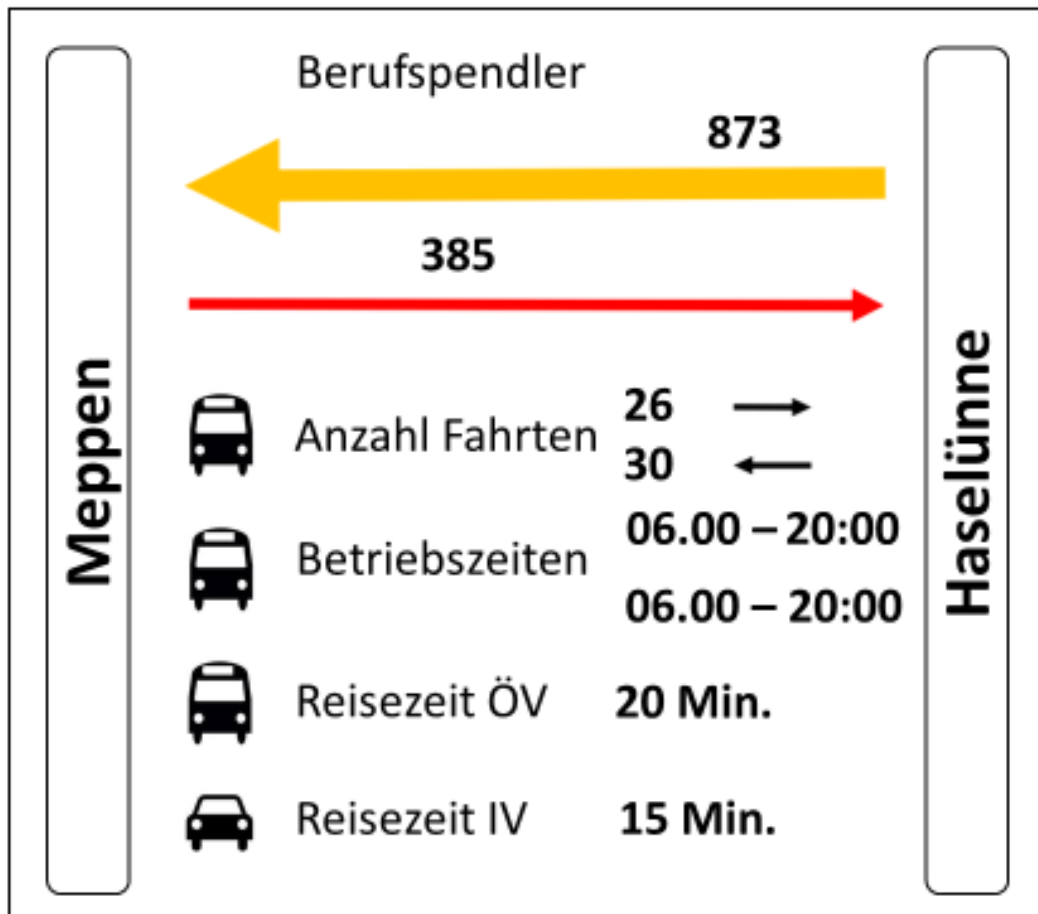 Berufspendler
873
385
Meppen
Haselünne
Anzahl Fahrten
26
30
Betriebszeiten
06.00 – 20:00
06.00 – 20:00
Reisezeit ÖV 20 Min.
Reisezeit IV 15 Min.